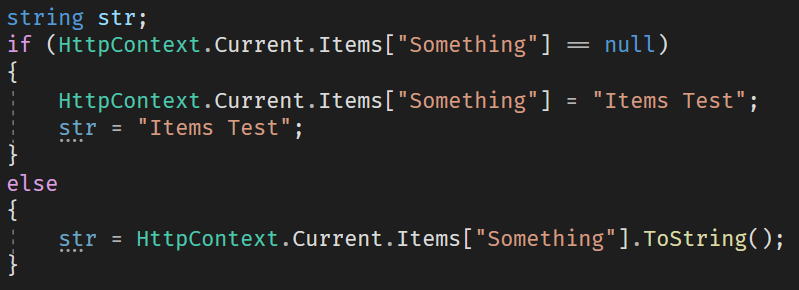 string str;
if (HttpContext.Current.Items["Something"] == null)
{
    HttpContext.Current.Items["Something"] = "Items Test";
    str = "Items Test";
}
else
{
    str = HttpContext.Current.Items["Something"].ToString();
}